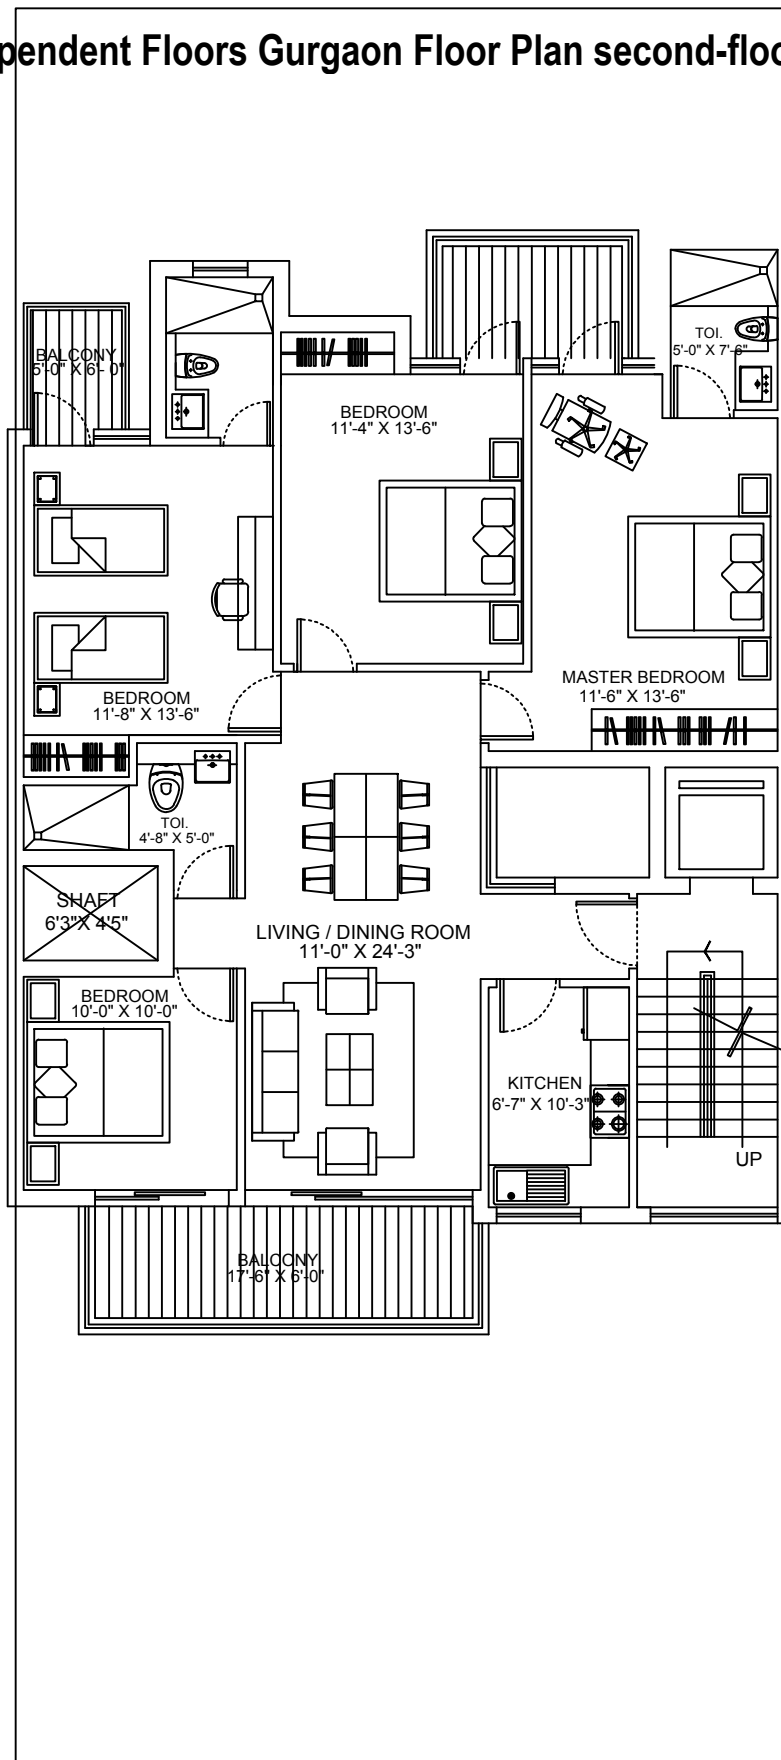 pendent Floors Gurgaon Floor Plan second-floo
TOI.
5'-0" X 7'-6"
BALCONY
5'-0" X 6'- 0"
BEDROOM
11'-4" X 13'-6"
MASTER BEDROOM
11'-6" X 13'-6"
BEDROOM
11'-8" X 13'-6"
TOI.
4'-8" X 5'-0"
SHAFT
6'3"X 4'5"
LIVING / DINING ROOM
11'-0" X 24'-3"
BEDROOM
10'-0" X 10'-0"
KITCHEN
6'-7" X 10'-3"
UP
BALCONY
17'-6" X 6'-0"